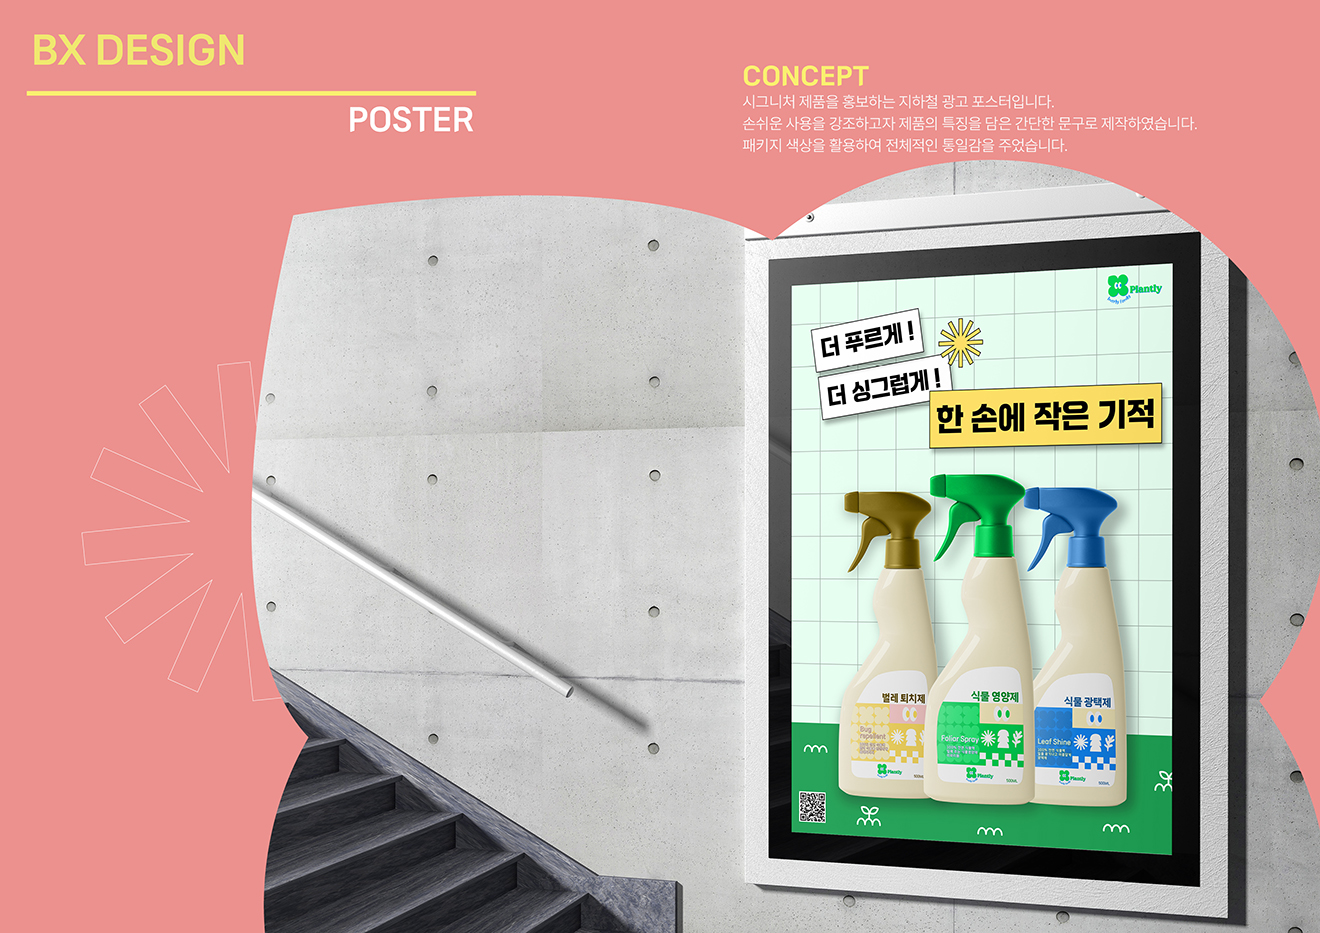 BX DESIGN
POSTER
CONCEPT
시그니처 제품을 홍보하는 지하철 광고 포스터입니다.
손쉬운 사용을 강조하고자 제품의 특징을 담은 간단한 문구로 제작하였습니다.
패키지 색상을 활용하여 전체적인 통일감을 주었습니다.
Plantly
더 푸르게 !
더 싱그럽게 !
한 손에 작은 기적
벌레 퇴치제
Bug
repellent
Plantly
500mL
식물 영양제
Foliar Spray
Plantly
500mL
식물 광택제
Leaf Shine
Plantly
500mL